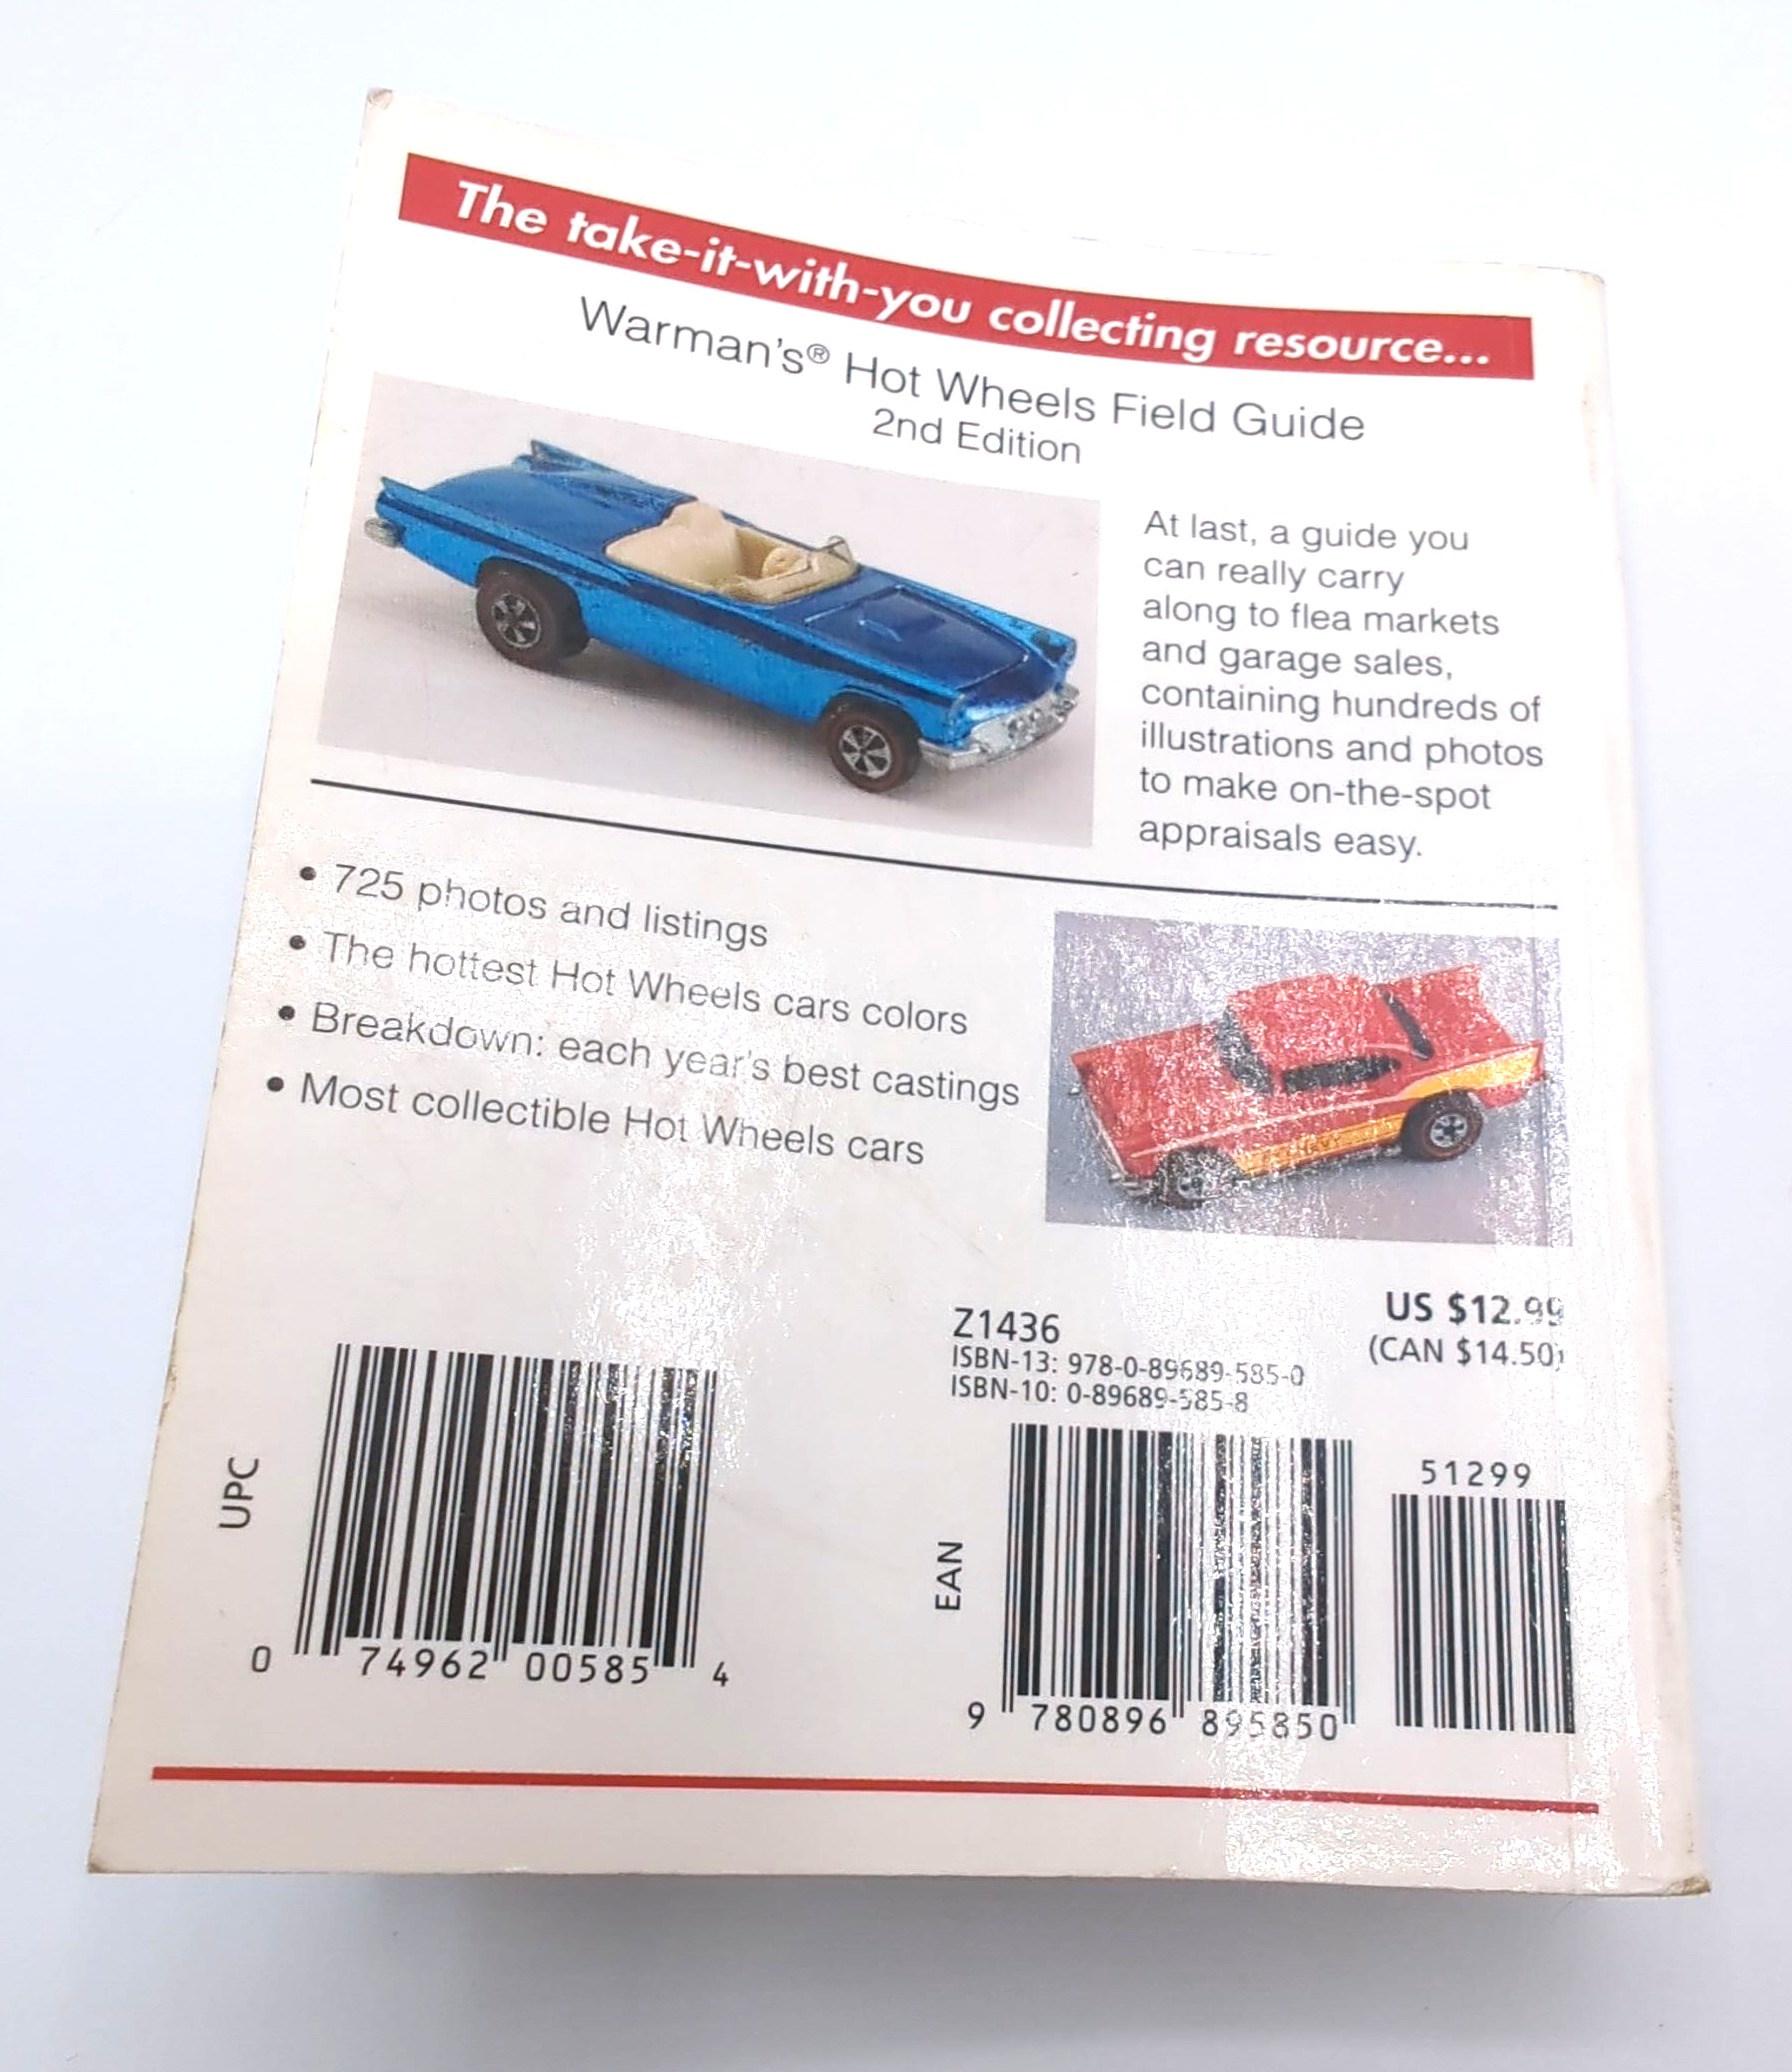 The take-it-with-you collecting resource...
Warman's® Hot Wheels Field Guide
2nd Edition
At last, a guide you
can really carry
along to flea markets
and garage sales,
containing hundreds of
illustrations and photos
to make on-the-spot
appraisals easy.
• 725 photos and listings
• The hottest Hot Wheels cars colors
• Breakdown: each year's best castings
• Most collectible Hot Wheels cars
Z1436
ISBN-13: 978-0-89689-585-0
ISBN-10: 0-89689-585-8
US $12.99
(CAN $14.50)
UPC
0 74962 00585 4
EAN
9 780896 895850
51299